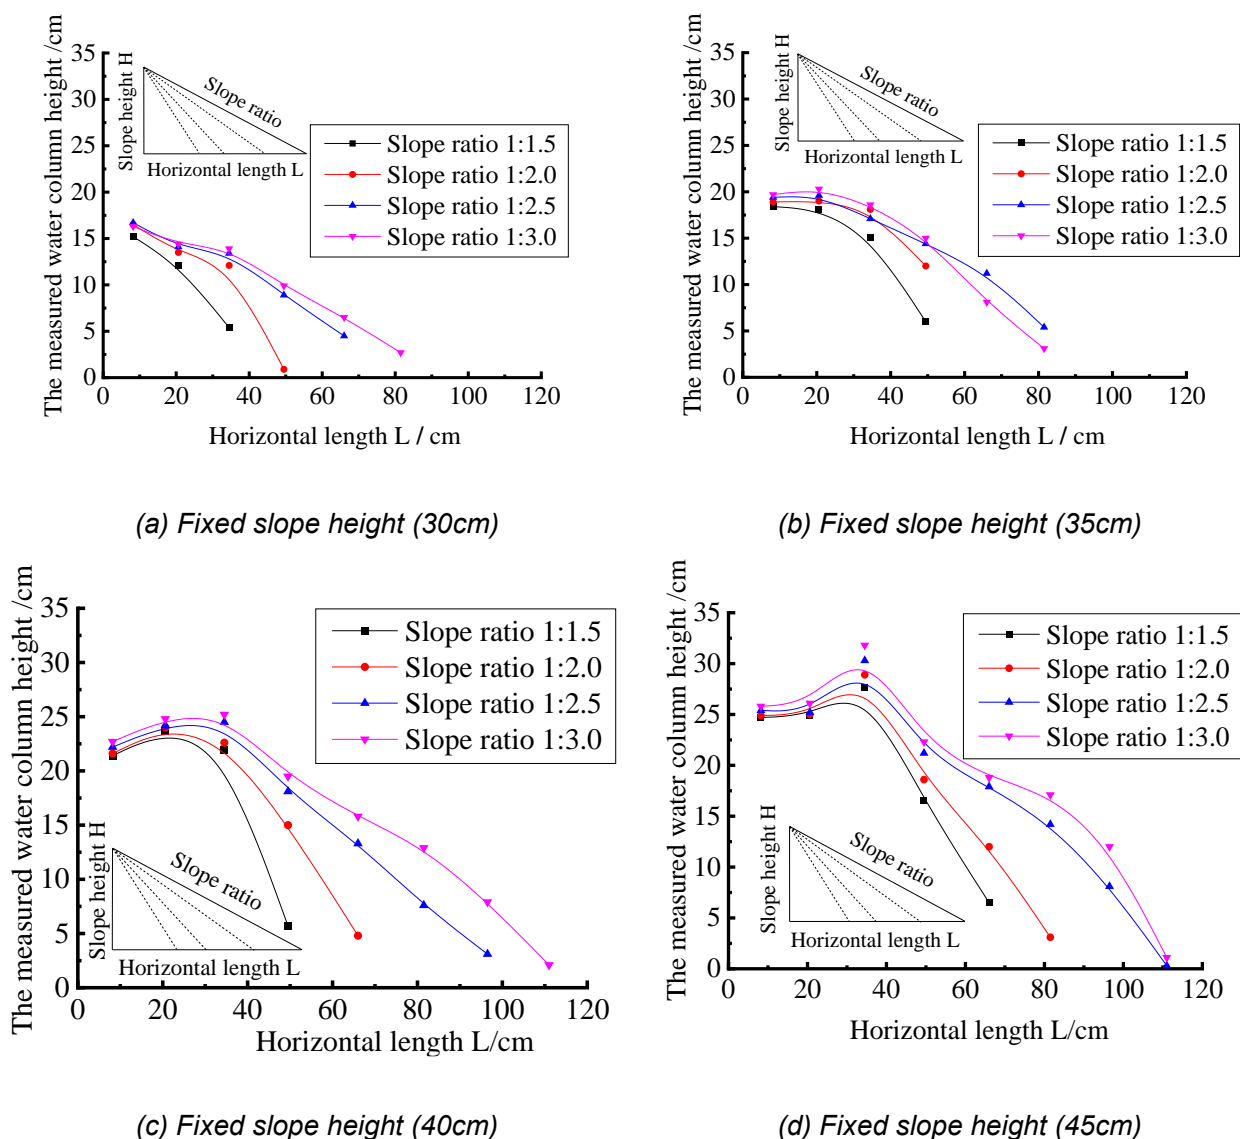 The measured water column height /cm
35
30
25
20
15
10
5
0
0 20 40 60 80 100 120
Horizontal length L / cm
Slope height H
Slope ratio
Horizontal length L
Slope ratio 1:1.5
Slope ratio 1:2.0
Slope ratio 1:2.5
Slope ratio 1:3.0
(a) Fixed slope height (30cm)
The measured water column height /cm
35
30
25
20
15
10
5
0
0 20 40 60 80 100 120
Horizontal length L / cm
Slope height H
Slope ratio
Horizontal length L
Slope ratio 1:1.5
Slope ratio 1:2.0
Slope ratio 1:2.5
Slope ratio 1:3.0
(b) Fixed slope height (35cm)
The measured water column height /cm
35
30
25
20
15
10
5
0
0 20 40 60 80 100 120
Horizontal length L/cm
Slope ratio 1:1.5
Slope ratio 1:2.0
Slope ratio 1:2.5
Slope ratio 1:3.0
Slope height H
Slope ratio
Horizontal length L
(c) Fixed slope height (40cm)
The measured water column height /cm
35
30
25
20
15
10
5
0
0 20 40 60 80 100 120
Horizontal length L/cm
Slope ratio 1:1.5
Slope ratio 1:2.0
Slope ratio 1:2.5
Slope ratio 1:3.0
Slope height H
Slope ratio
Horizontal length L
(d) Fixed slope height (45cm)